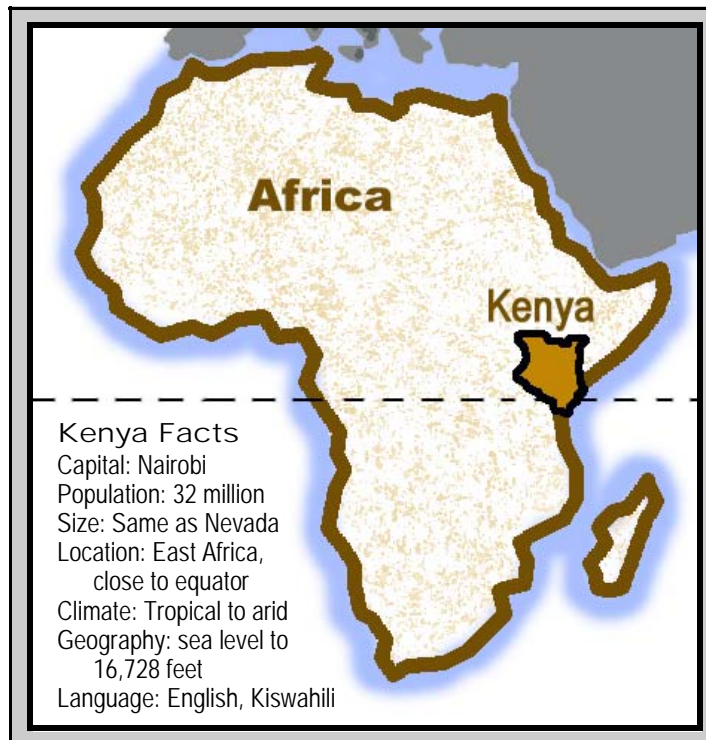 Africa
Kenya
Kenya Facts
Capital: Nairobi
Population: 32 million
Size: Same as Nevada
Location: East Africa,
close to equator
Climate: Tropical to arid
Geography: sea level to
16,728 feet
Language: English, Kiswahili